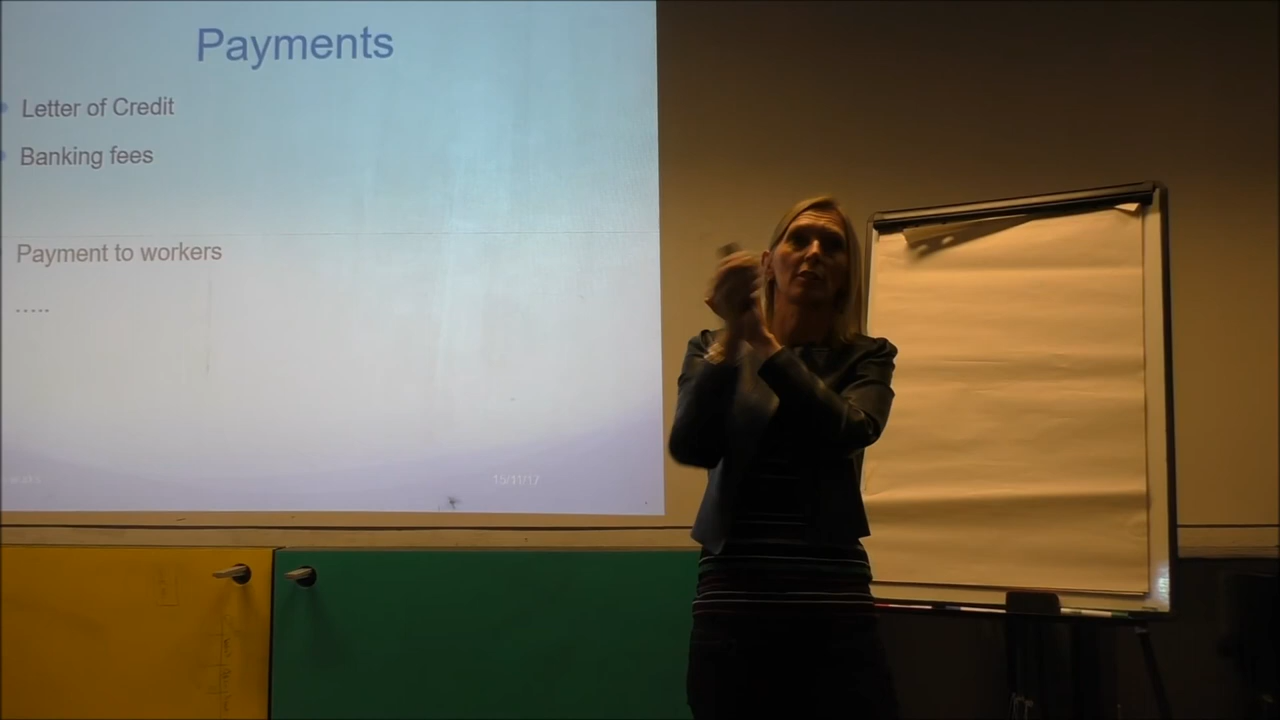 Payments
Letter of Credit
Banking fees
Payment to workers
.....
15/11/17